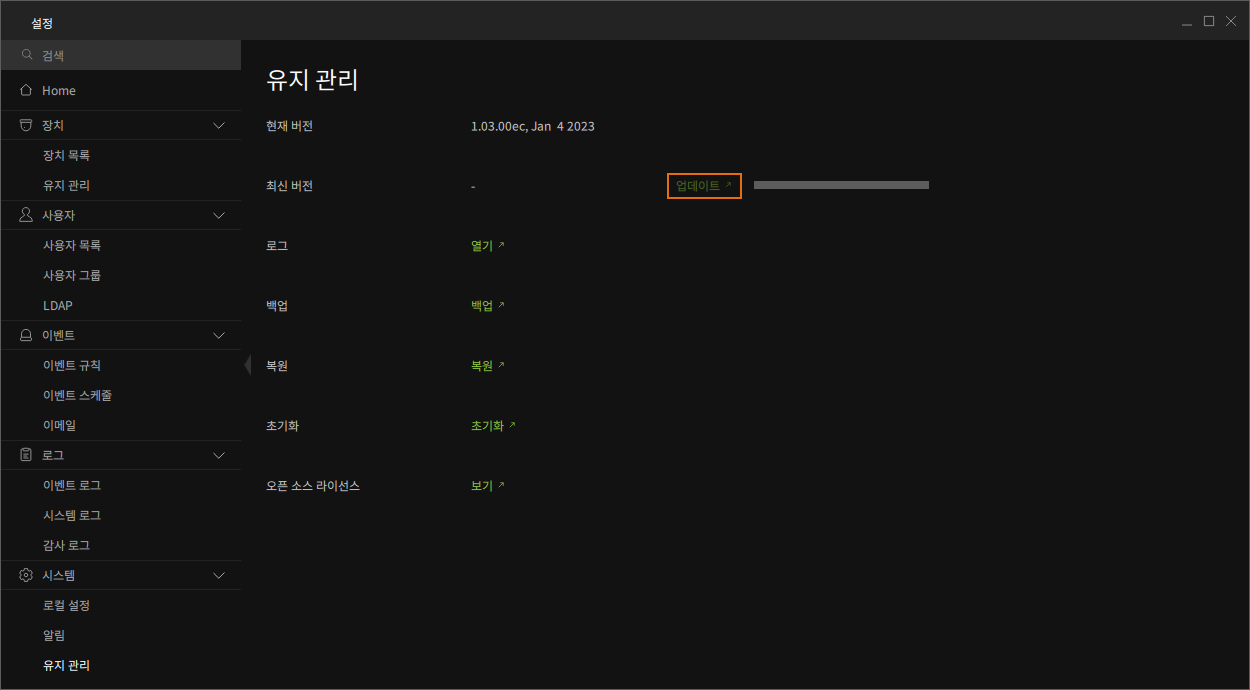 설정
검색
Home
장치
장치 목록
유지 관리
사용자
사용자 목록
사용자 그룹
LDAP
이벤트
이벤트 규칙
이벤트 스케줄
이메일
로그
이벤트 로그
시스템 로그
감사 로그
시스템
로컬 설정
알림
유지 관리
유지 관리
현재 버전 1.03.00ec, Jan 4 2023
최신 버전 - 업데이트
로그 열기
백업 백업
복원 복원
초기화 초기화
오픈 소스 라이선스 보기